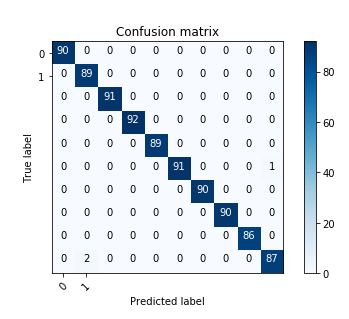 Confusion matrix
0 90 0 0 0 0 0 0 0 0 0
1 0 89 0 0 0 0 0 0 0 0
0 0 91 0 0 0 0 0 0 0
0 0 0 92 0 0 0 0 0 0
0 0 0 0 89 0 0 0 0 0
0 0 0 0 0 91 0 0 0 1
0 0 0 0 0 0 90 0 0 0
0 0 0 0 0 0 0 90 0 0
0 0 0 0 0 0 0 0 86 0
0 2 0 0 0 0 0 0 0 87
True label
0 1
Predicted label
80
60
40
20
0